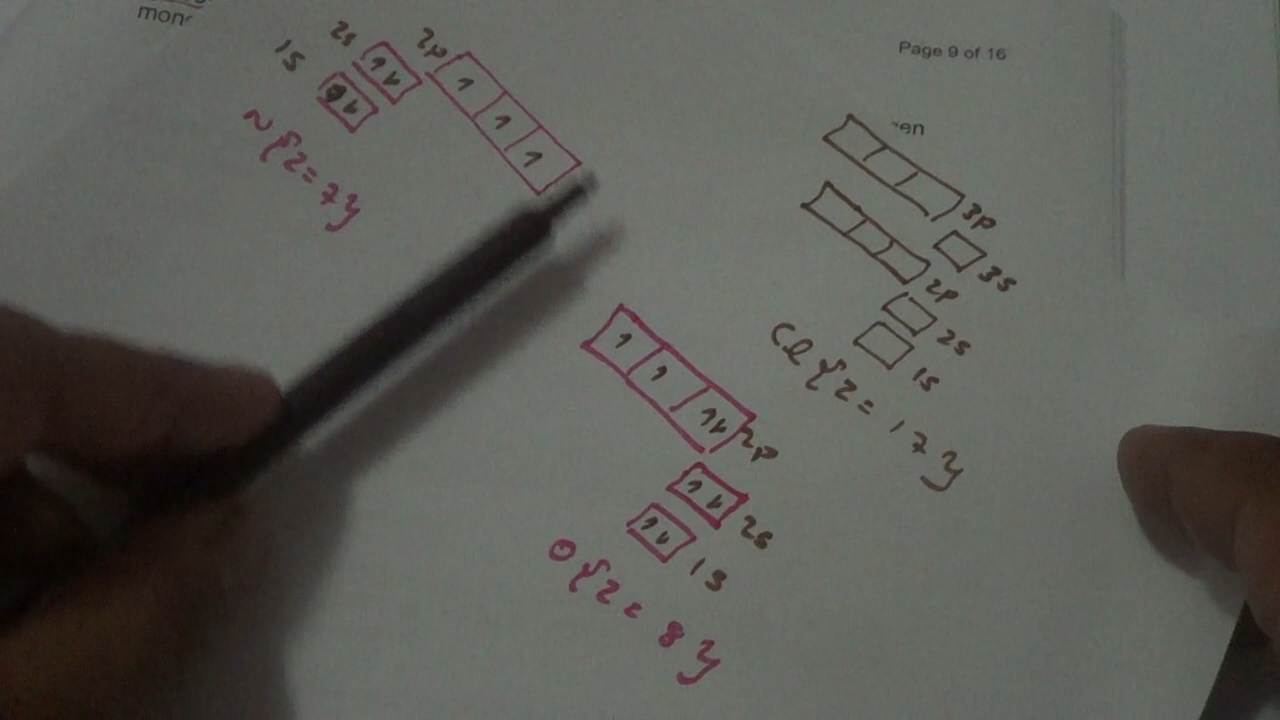 Page 9 of 16
1S
2s
2p
N {z=7}
3p
3s
2p
2s
1s
Cl {z=17}
2p
2s
1s
O {z=8}